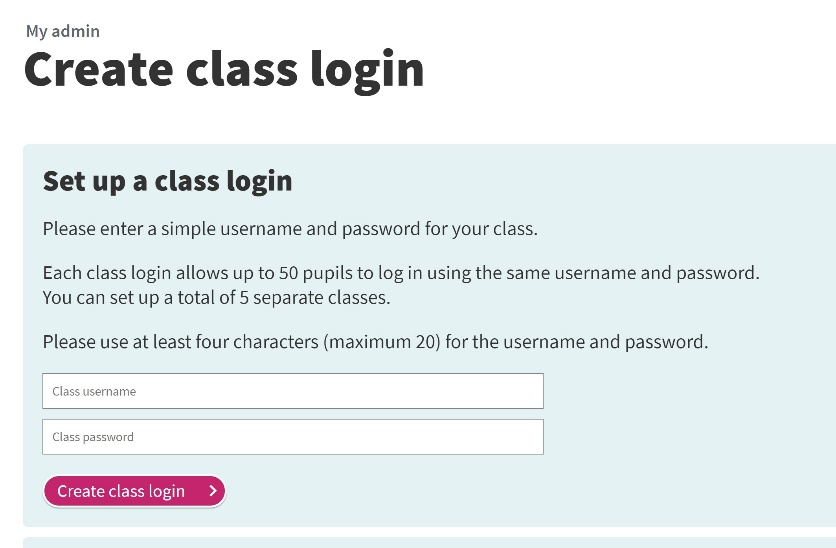 My admin
Create class login
Set up a class login
Please enter a simple username and password for your class.
Each class login allows up to 50 pupils to log in using the same username and password.
You can set up a total of 5 separate classes.
Please use at least four characters (maximum 20) for the username and password.
Class username
Class password
Create class login